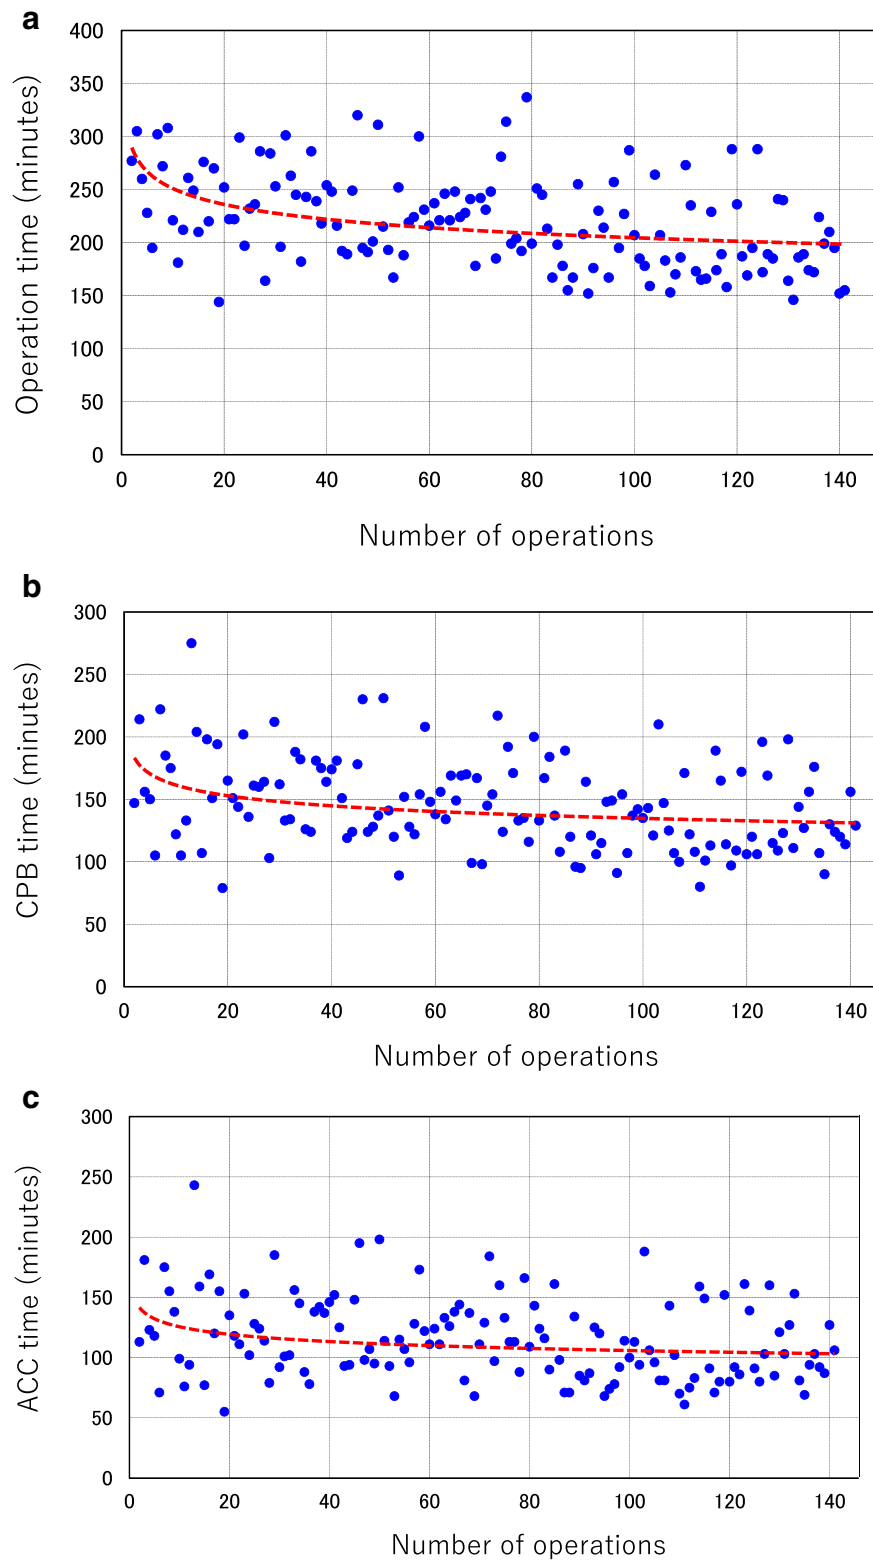 a
400
350
300
250
200
150
100
50
0
Operation time (minutes)
0 20 40 60 80 100 120 140
Number of operations
b
300
250
200
150
100
50
0
CPB time (minutes)
0 20 40 60 80 100 120 140
Number of operations
c
300
250
200
150
100
50
0
ACC time (minutes)
0 20 40 60 80 100 120 140
Number of operations